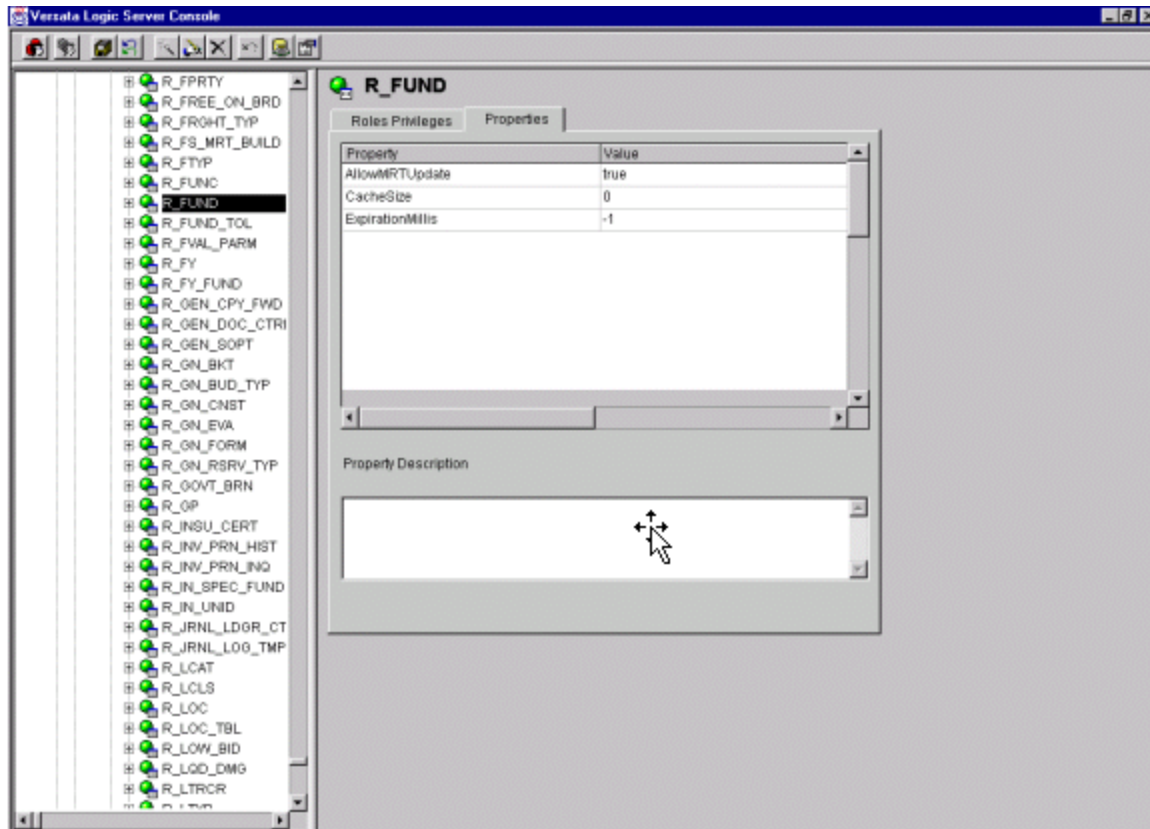 Versata Logic Server Console
R_FPRTY
R_FREE_ON_BRD
R_FRGHT_TYP
R_FS_MRT_BUILD
R_FTYP
R_FUNC
R_FUND
R_FUND_TOL
R_FVAL_PARM
R_FY
R_FY_FUND
R_GEN_CPY_FWD
R_GEN_DOC_CTRI
R_GEN_SOPT
R_GN_BKT
R_GN_BUD_TYP
R_GN_CNST
R_GN_EVA
R_GN_FORM
R_GN_RSRV_TYP
R_GOVT_BRN
R_GP
R_INSU_CERT
R_INV_PRN_HIST
R_INV_PRN_INQ
R_IN_SPEC_FUND
R_IN_UNID
R_JRNL_LDGR_CT
R_JRNL_LOG_TMP
R_LCAT
R_LCLS
R_LOC
R_LOC_TBL
R_LOW_BID
R_LQD_DMG
R_LTRCR
R_FUND
Roles Privileges Properties
Property Value
AllowMRTUpdate true
CacheSize 0
ExpirationMillis -1
Property Description